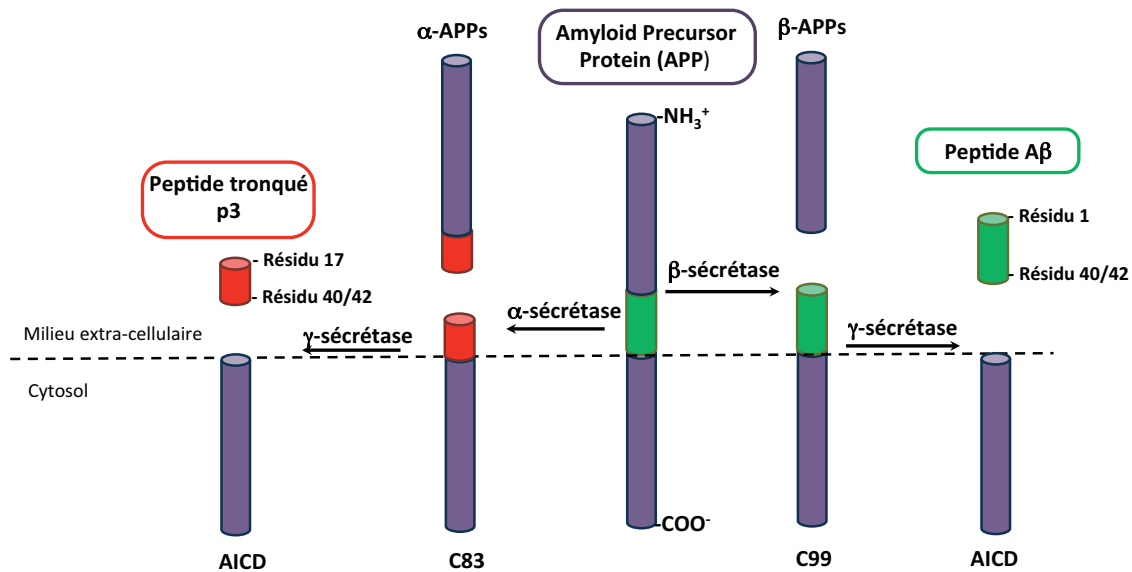 α-APPs
Amyloid Precursor
Protein (APP)
β-APPs
-NH₃⁺
Peptide tronqué
p3
Peptide Aβ
- Résidu 1
- Résidu 17
- Résidu 40/42
β-sécrétase
- Résidu 40/42
α-sécrétase
Milieu extra-cellulaire
γ-sécrétase
γ-sécrétase
Cytosol
-COO⁻
AICD
C83
C99
AICD